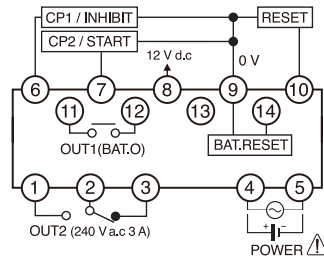 CP1 / INHIBIT
RESET
CP2 / START
12 V d.c
0 V
6
7
8
9
10
11
12
13
14
OUT1(BAT.O)
BAT.RESET
1
2
3
4
5
OUT2 (240 V a.c 3 A)
+
−
POWER
!